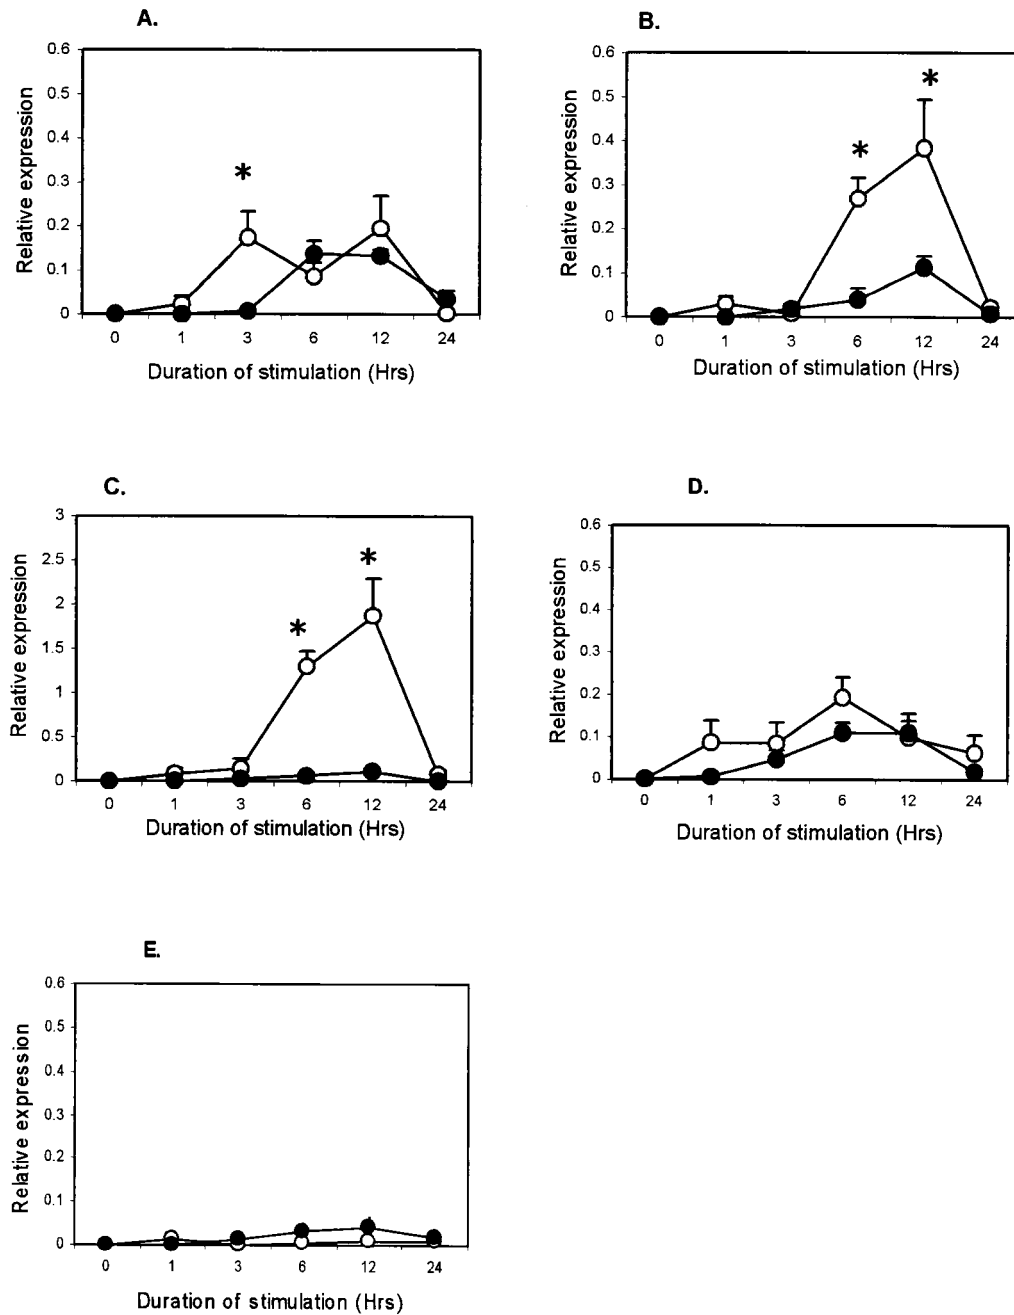 A.
0.6
0.5
0.4
0.3
0.2
0.1
0
Relative expression
*
0 1 3 6 12 24
Duration of stimulation (Hrs)
B.
0.6
0.5
0.4
0.3
0.2
0.1
0
Relative expression
*
*
0 1 3 6 12 24
Duration of stimulation (Hrs)
C.
3
2.5
2
1.5
1
0.5
0
Relative expression
*
*
0 1 3 6 12 24
Duration of stimulation (Hrs)
D.
0.6
0.5
0.4
0.3
0.2
0.1
0
Relative expression
0 1 3 6 12 24
Duration of stimulation (Hrs)
E.
0.6
0.5
0.4
0.3
0.2
0.1
0
Relative expression
0 1 3 6 12 24
Duration of stimulation (Hrs)